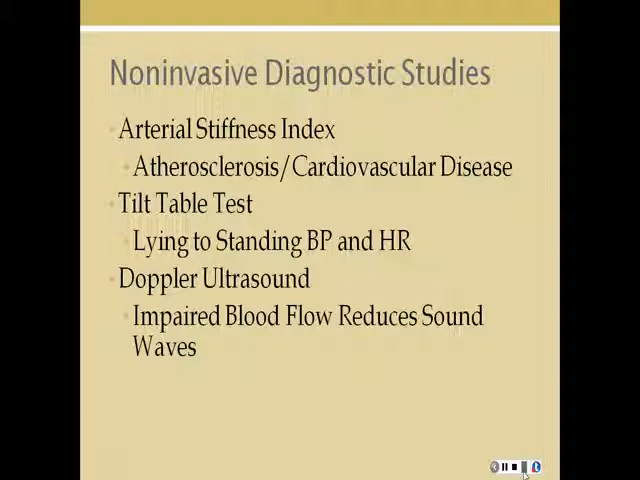 Noninvasive Diagnostic Studies
Arterial Stiffness Index
Atherosclerosis/Cardiovascular Disease
Tilt Table Test
Lying to Standing BP and HR
Doppler Ultrasound
Impaired Blood Flow Reduces Sound
Waves